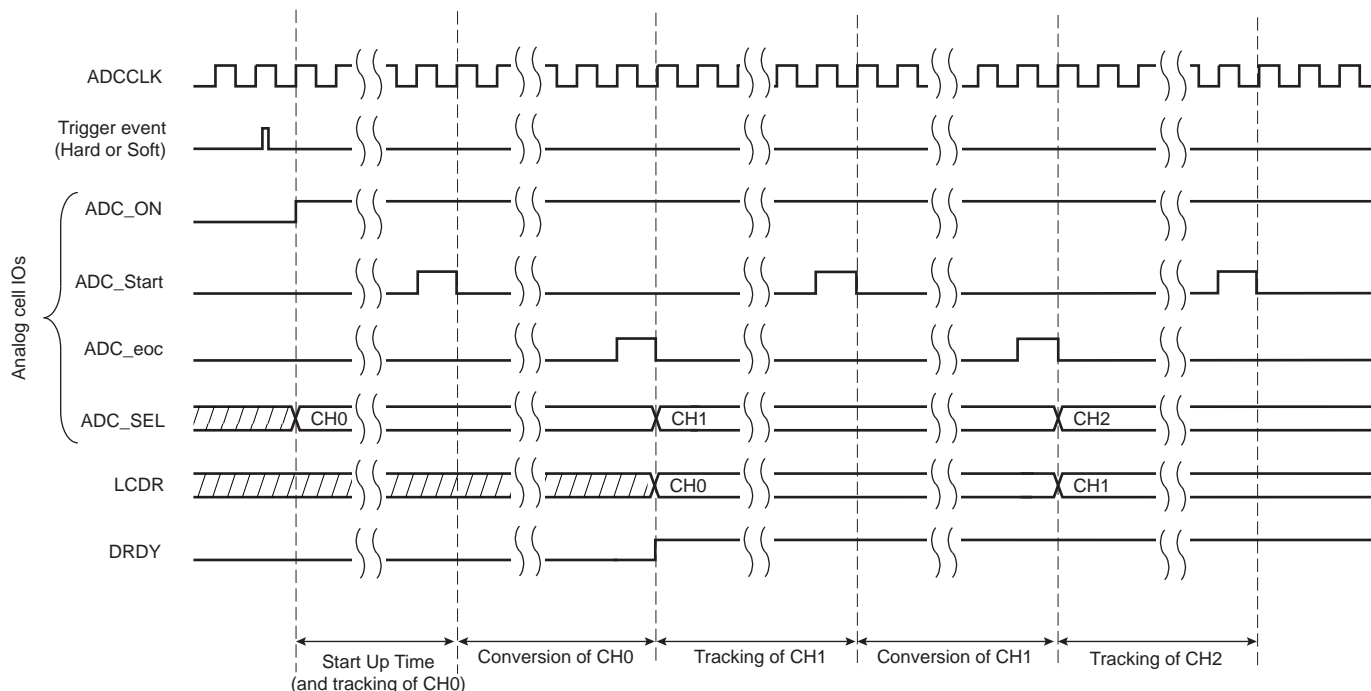 ADCCLK
Trigger event
(Hard or Soft)
Analog cell IOs
ADC_ON
ADC_Start
ADC_eoc
ADC_SEL
CH0
CH1
CH2
LCDR
CH0
CH1
DRDY
Start Up Time
(and tracking of CH0)
Conversion of CH0
Tracking of CH1
Conversion of CH1
Tracking of CH2